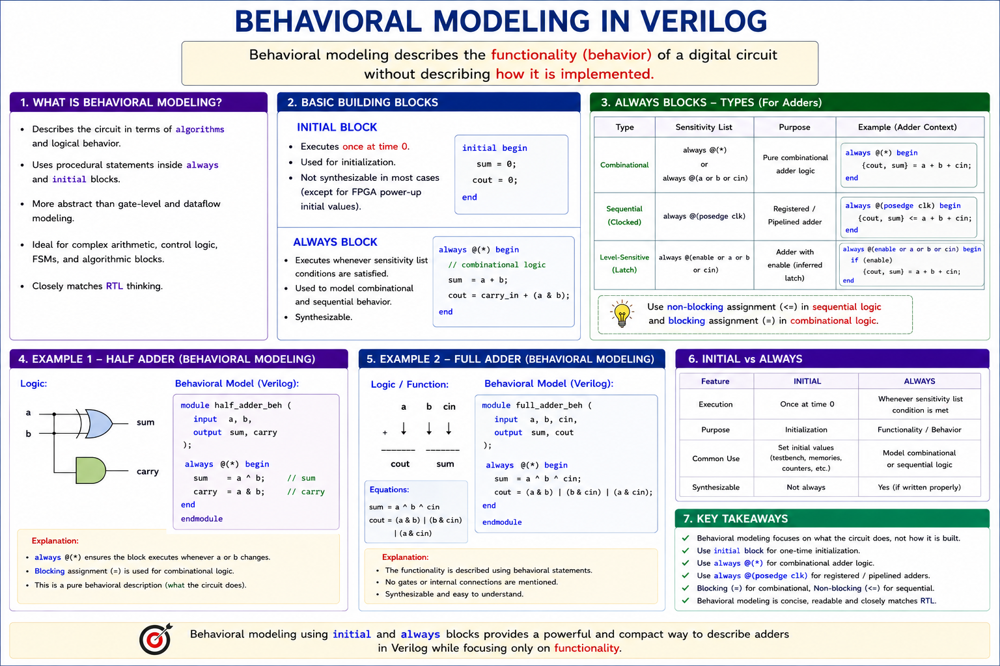 BEHAVIORAL MODELING IN VERILOG
Behavioral modeling describes the functionality (behavior) of a digital circuit
without describing how it is implemented.
1. WHAT IS BEHAVIORAL MODELING?
• Describes the circuit in terms of algorithms
and logical behavior.
• Uses procedural statements inside always
and initial blocks.
• More abstract than gate-level and dataflow
modeling.
• Ideal for complex arithmetic, control logic,
FSMs, and algorithmic blocks.
• Closely matches RTL thinking.
2. BASIC BUILDING BLOCKS
INITIAL BLOCK
• Executes once at time 0.
• Used for initialization.
• Not synthesizable in most cases
(except for FPGA power-up
initial values).
initial begin
sum = 0;
cout = 0;
end
ALWAYS BLOCK
• Executes whenever sensitivity list
conditions are satisfied.
• Used to model combinational
and sequential behavior.
• Synthesizable.
always @(*) begin
// combinational logic
sum = a + b;
cout = carry_in + (a & b);
end
3. ALWAYS BLOCKS – TYPES (For Adders)
Type
Sensitivity List
Purpose
Example (Adder Context)
Combinational
always @(*)
or
always @(a or b or cin)
Pure combinational
adder logic
always @(*) begin
{cout, sum} = a + b + cin;
end
Sequential
(Clocked)
always @(posedge clk)
Registered /
Pipelined adder
always @(posedge clk) begin
{cout, sum} <= a + b + cin;
end
Level-Sensitive
(Latch)
always @(enable or a or b
or cin)
Adder with
enable (inferred
latch)
always @(enable or a or b or cin) begin
if (enable)
{cout, sum} = a + b + cin;
end
Use non-blocking assignment (<=) in sequential logic
and blocking assignment (=) in combinational logic.
4. EXAMPLE 1 – HALF ADDER (BEHAVIORAL MODELING)
Logic:
a
b
sum
carry
Behavioral Model (Verilog):
module half_adder_beh (
input a, b,
output sum, carry
);
always @(*) begin
sum = a ^ b; // sum
carry = a & b; // carry
end
endmodule
Explanation:
• always @(*) ensures the block executes whenever a or b changes.
• Blocking assignment (=) is used for combinational logic.
• This is a pure behavioral description (what the circuit does).
5. EXAMPLE 2 – FULL ADDER (BEHAVIORAL MODELING)
Logic / Function:
a b cin
+
cout sum
Equations:
sum = a ^ b ^ cin
cout = (a & b) | (b & cin)
| (a & cin)
Behavioral Model (Verilog):
module full_adder_beh (
input a, b, cin,
output sum, cout
);
always @(*) begin
sum = a ^ b ^ cin;
cout = (a & b) | (b & cin) | (a & cin);
end
endmodule
Explanation:
• The functionality is described using behavioral statements.
• No gates or internal connections are mentioned.
• Synthesizable and easy to understand.
6. INITIAL vs ALWAYS
Feature
INITIAL
ALWAYS
Execution
Once at time 0
Whenever sensitivity list
condition is met
Purpose
Initialization
Functionality / Behavior
Common Use
Set initial values
(testbench, memories,
counters, etc.)
Model combinational
or sequential logic
Synthesizable
Not always
Yes (if written properly)
7. KEY TAKEAWAYS
✓ Behavioral modeling focuses on what the circuit does, not how it is built.
✓ Use initial block for one-time initialization.
✓ Use always @(*) for combinational adder logic.
✓ Use always @(posedge clk) for registered / pipelined adders.
✓ Blocking (=) for combinational, Non-blocking (<=) for sequential.
✓ Behavioral modeling is concise, readable and closely matches RTL.
Behavioral modeling using initial and always blocks provides a powerful and compact way to describe adders
in Verilog while focusing only on functionality.